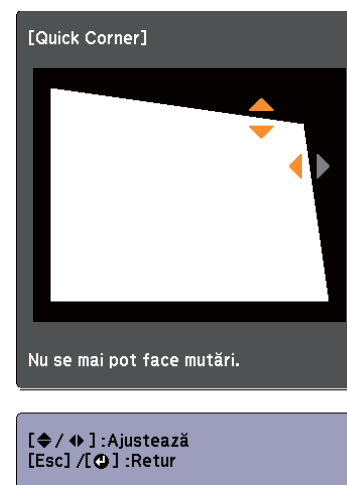 [Quick Corner]
Nu se mai pot face mutări.
[◆/◀▶] :Ajustează
[Esc] /[↵] :Retur